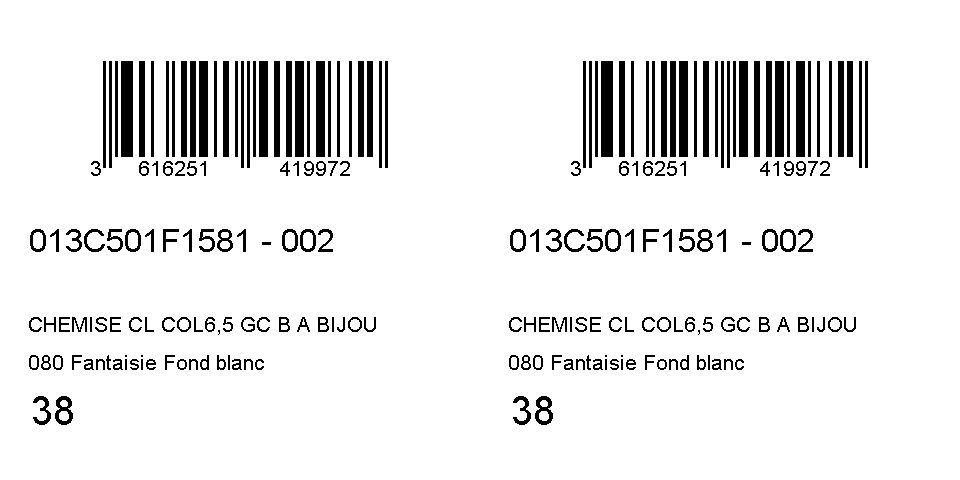 3 616251 419972
013C501F1581 - 002
CHEMISE CL COL6,5 GC B A BIJOU
080 Fantaisie Fond blanc
38
3 616251 419972
013C501F1581 - 002
CHEMISE CL COL6,5 GC B A BIJOU
080 Fantaisie Fond blanc
38